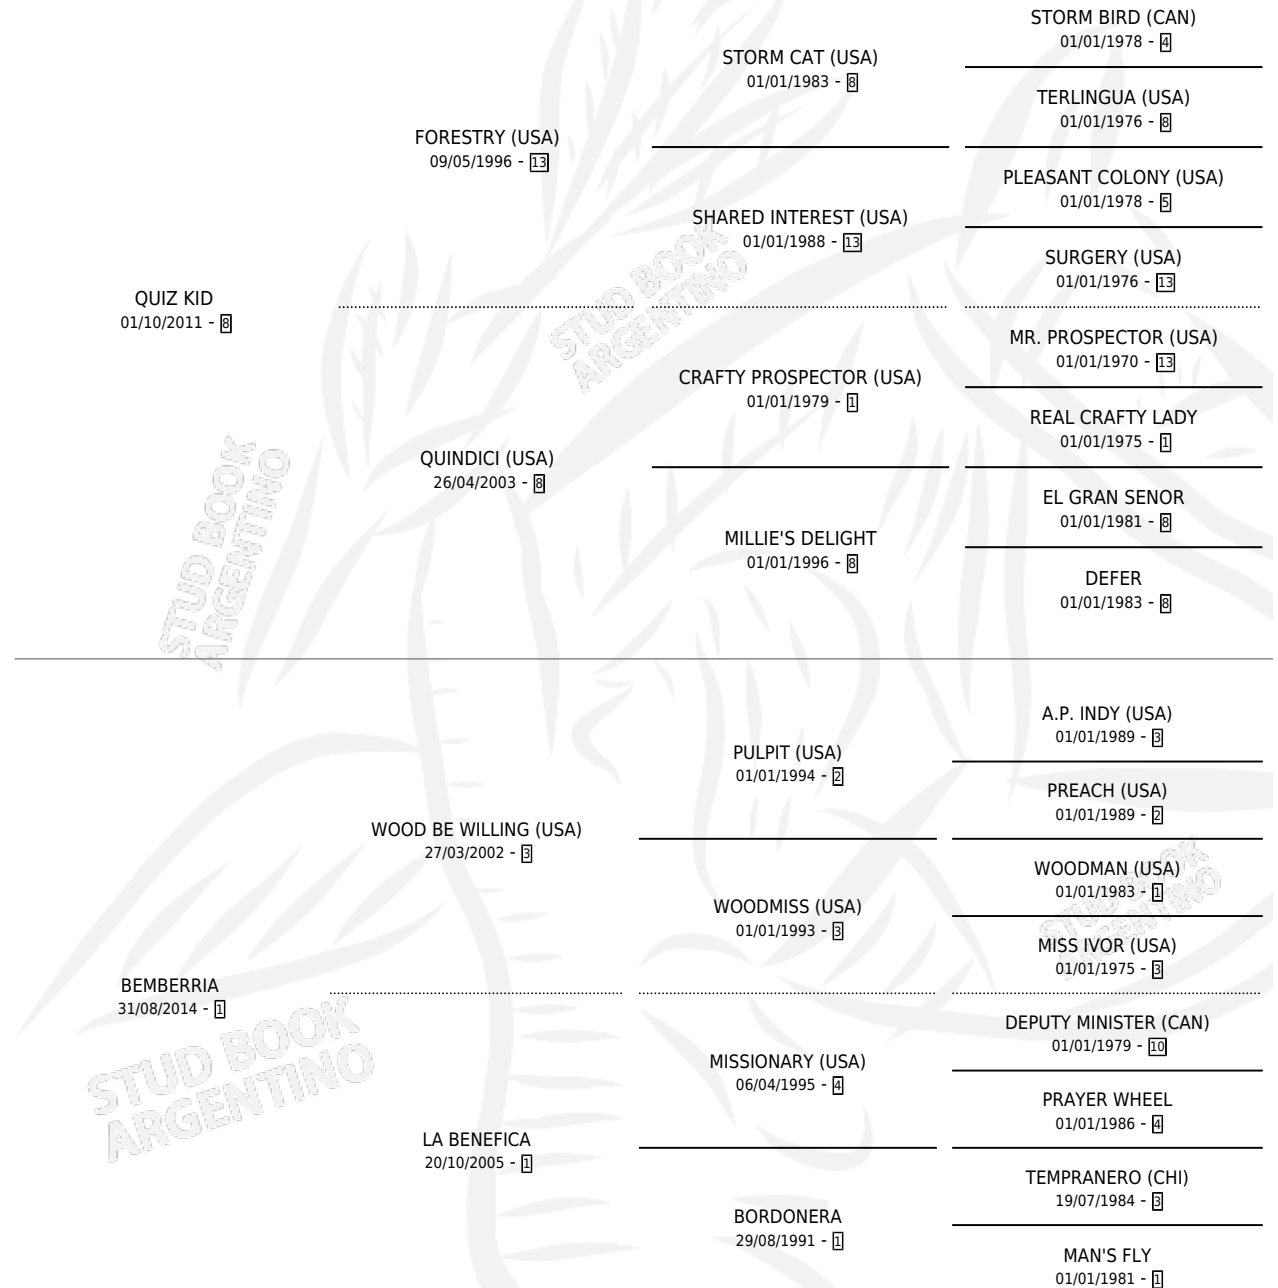 STORM BIRD (CAN)
01/01/1978 - 4
STORM CAT (USA)
01/01/1983 - 8
TERLINGUA (USA)
01/01/1976 - 8
FORESTRY (USA)
09/05/1996 - 13
PLEASANT COLONY (USA)
01/01/1978 - 5
SHARED INTEREST (USA)
01/01/1988 - 13
SURGERY (USA)
01/01/1976 - 13
QUIZ KID
01/10/2011 - 8
STUD BOOK
ARGENTINO
MR. PROSPECTOR (USA)
01/01/1970 - 13
CRAFTY PROSPECTOR (USA)
01/01/1979 - 1
REAL CRAFTY LADY
01/01/1975 - 1
QUINDICI (USA)
26/04/2003 - 8
EL GRAN SENOR
01/01/1981 - 8
MILLIE'S DELIGHT
01/01/1996 - 8
DEFER
01/01/1983 - 8
STUD BOOK
ARGENTINO
A.P. INDY (USA)
01/01/1989 - 3
PULPIT (USA)
01/01/1994 - 2
PREACH (USA)
01/01/1989 - 2
WOOD BE WILLING (USA)
27/03/2002 - 3
WOODMAN (USA)
01/01/1983 - 1
WOODMISS (USA)
01/01/1993 - 3
STUD BOOK
ARGENTINO
MISS IVOR (USA)
01/01/1975 - 3
BEMBERRIA
31/08/2014 - 1
STUD BOOK
ARGENTINO
DEPUTY MINISTER (CAN)
01/01/1979 - 10
MISSIONARY (USA)
06/04/1995 - 4
PRAYER WHEEL
01/01/1986 - 4
LA BENEFICA
20/10/2005 - 1
TEMPRANERO (CHI)
19/07/1984 - 3
BORDONERA
29/08/1991 - 1
MAN'S FLY
01/01/1981 - 1